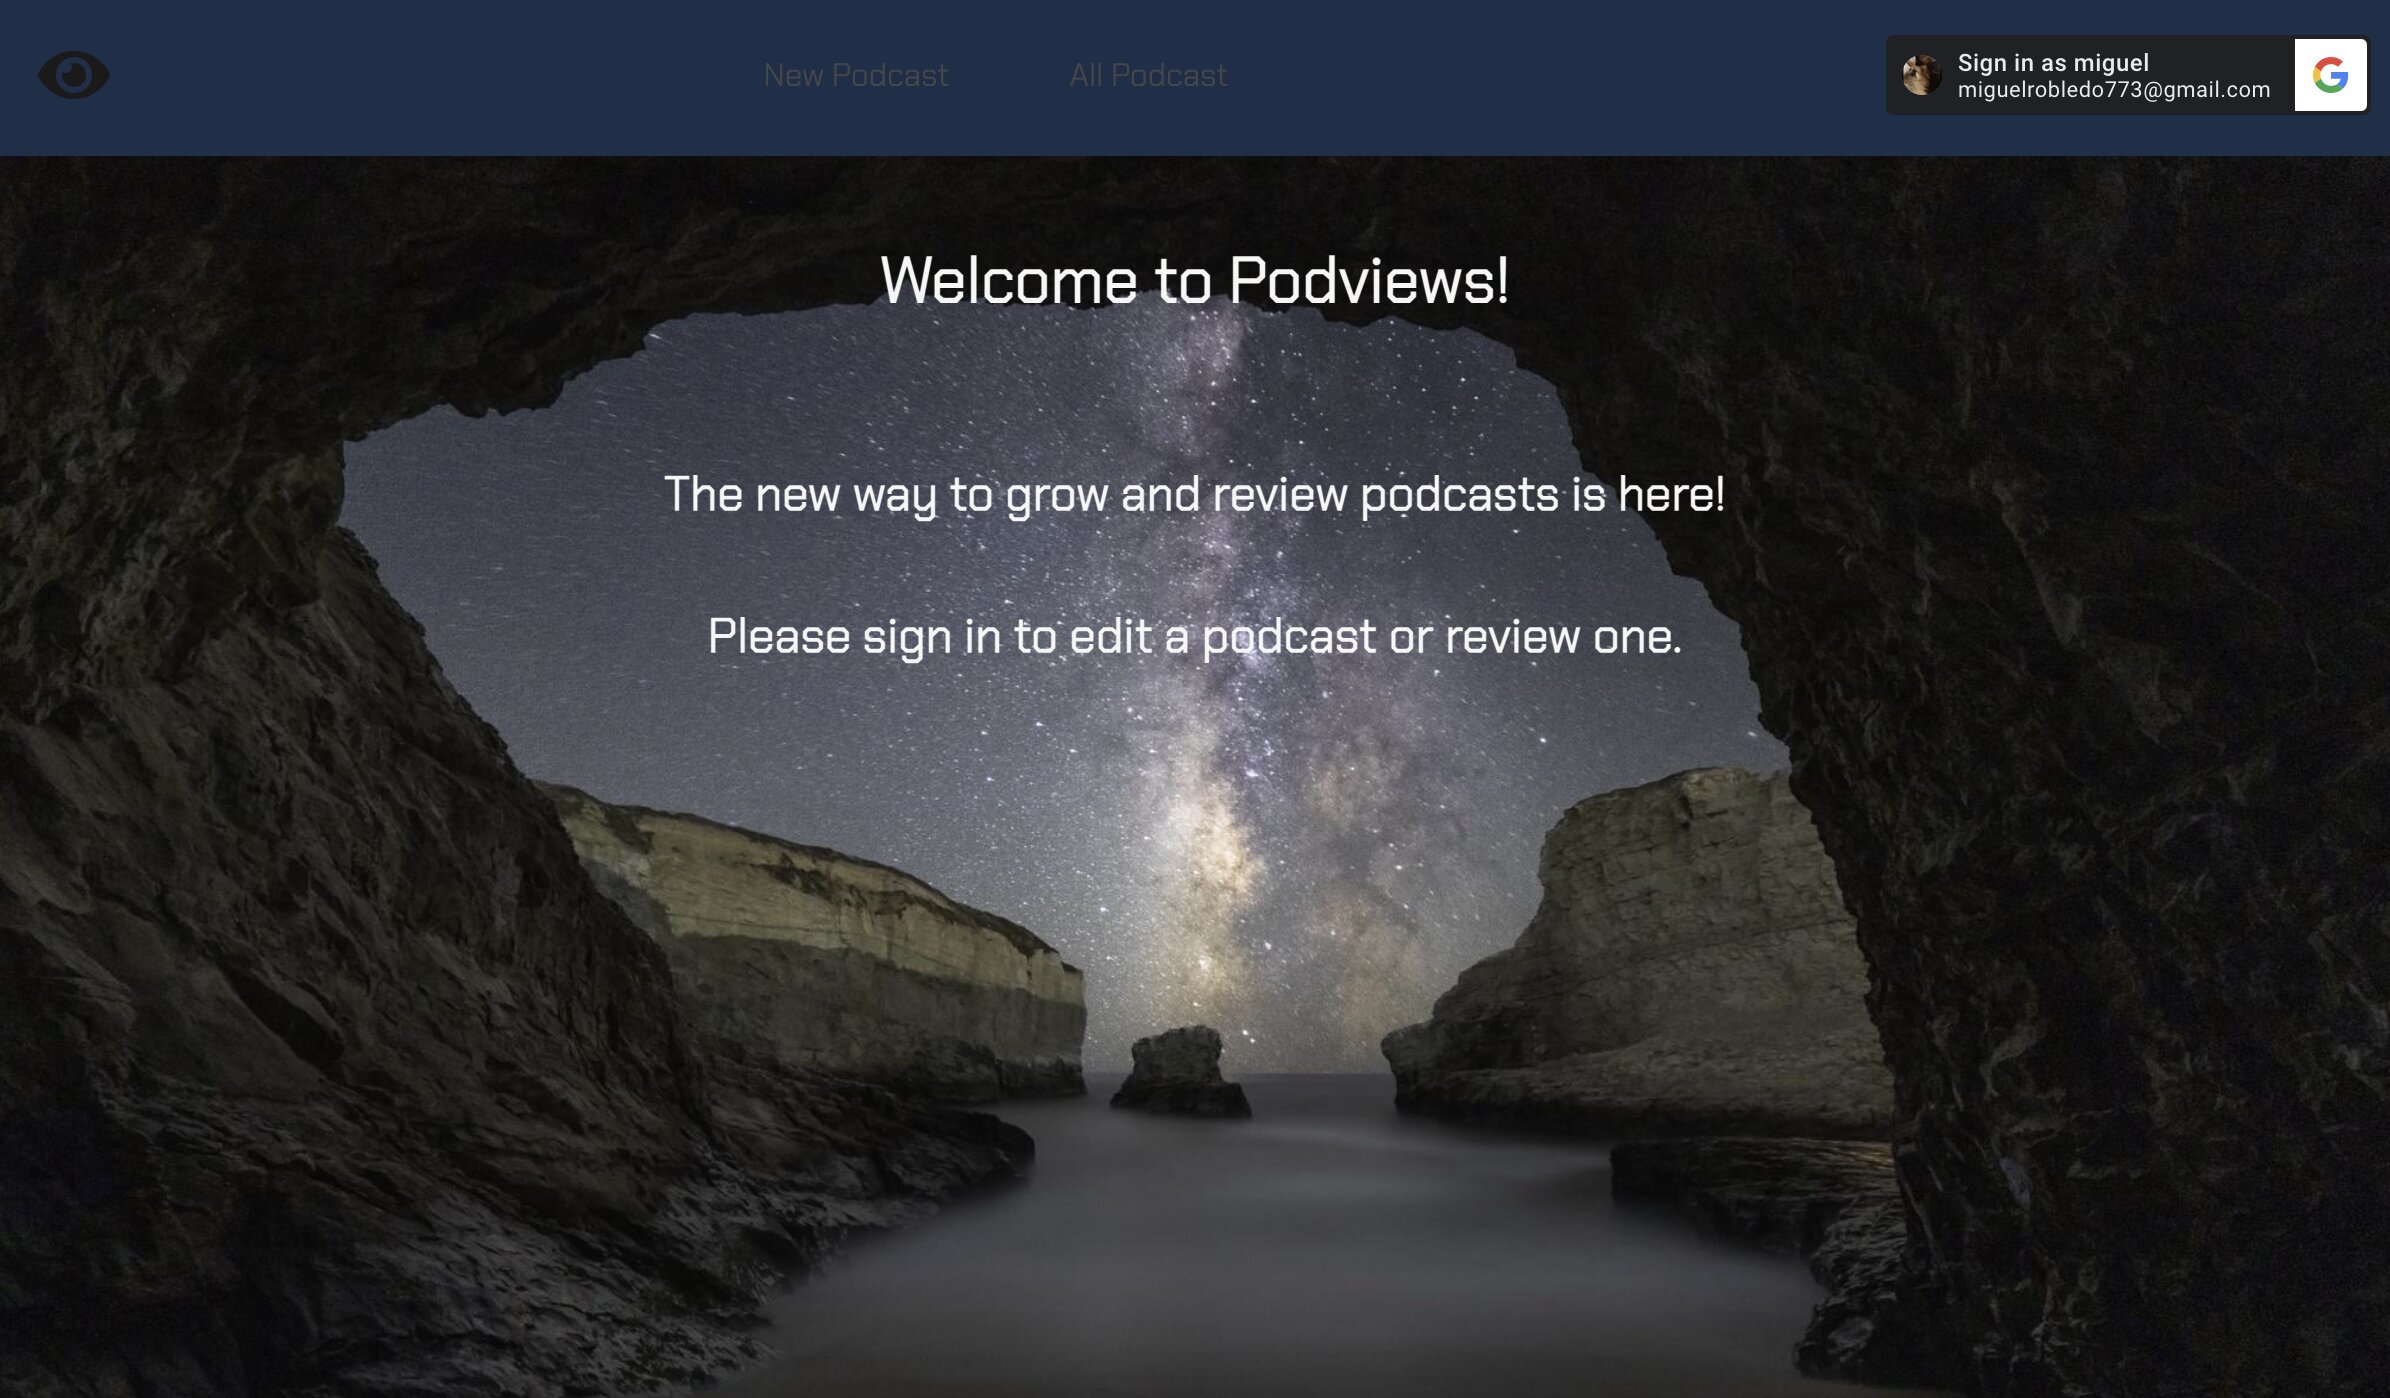 New Podcast
All Podcast
Sign in as miguel
miguelrobledo773@gmail.com
Welcome to Podviews!
The new way to grow and review podcasts is here!
Please sign in to edit a podcast or review one.